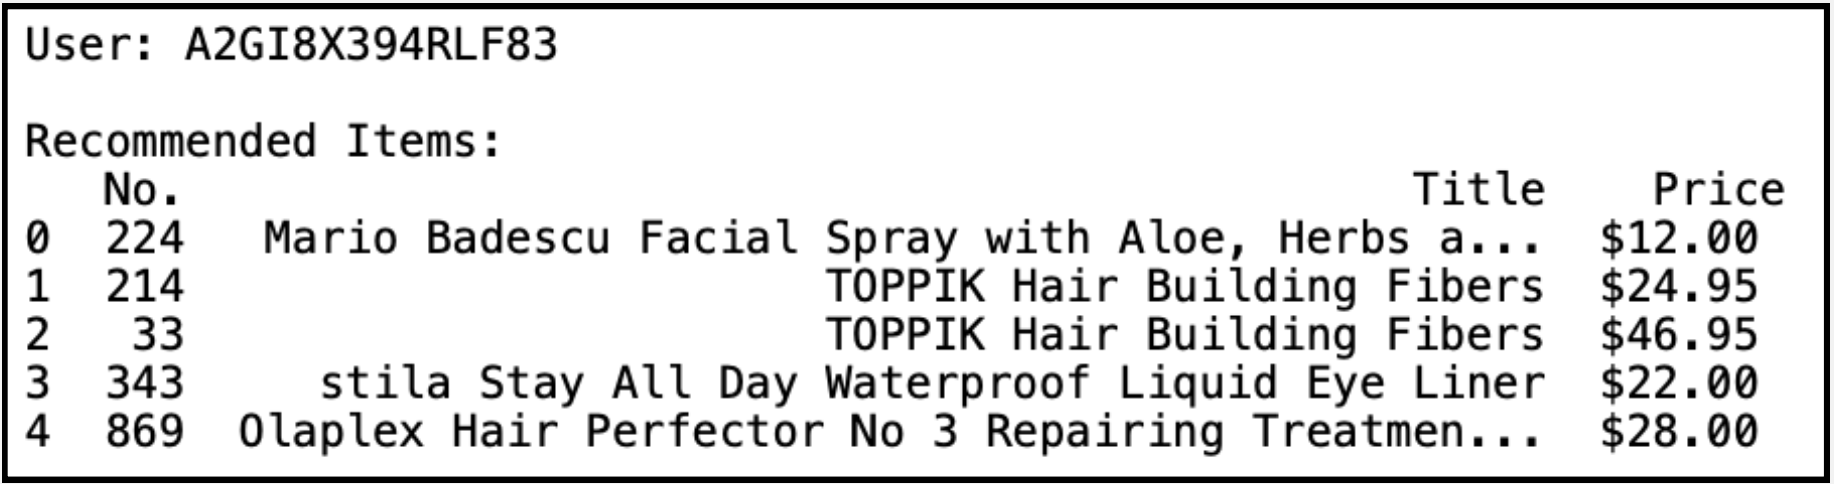 User: A2GI8X394RLF83
Recommended Items:
No. Title Price
0 224 Mario Badescu Facial Spray with Aloe, Herbs a... $12.00
1 214 TOPPIK Hair Building Fibers $24.95
2 33 TOPPIK Hair Building Fibers $46.95
3 343 stila Stay All Day Waterproof Liquid Eye Liner $22.00
4 869 Olaplex Hair Perfector No 3 Repairing Treatmen... $28.00